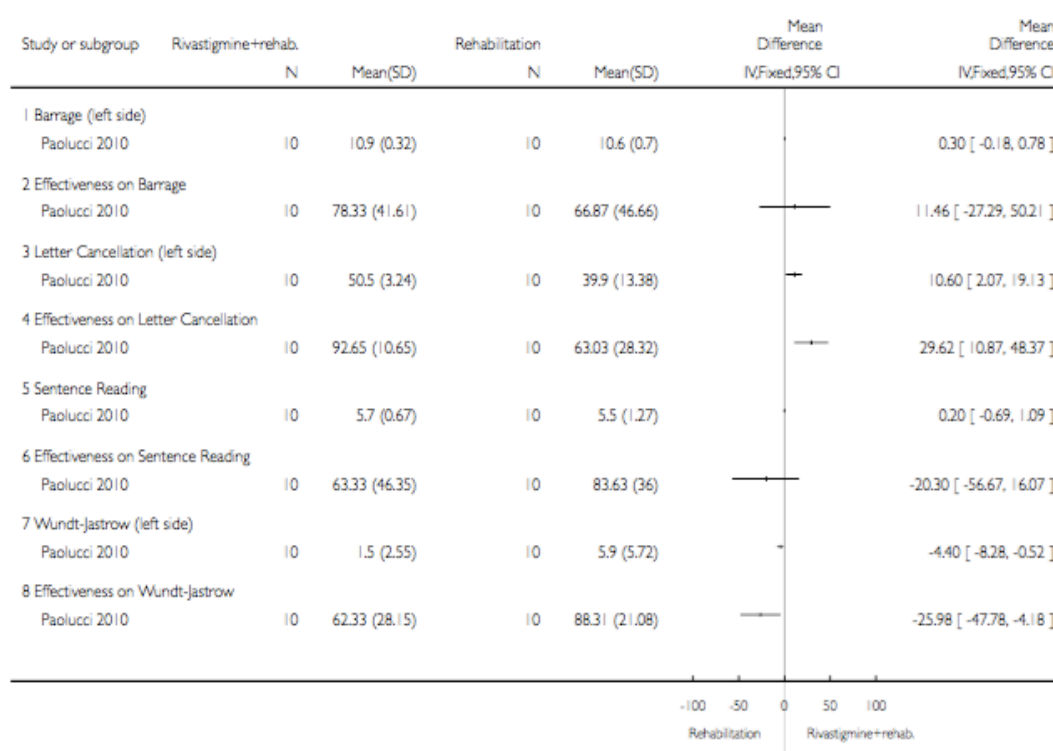 Mean Mean
Study or subgroup Rivastigmine+rehab. Rehabilitation Difference Difference
N Mean(SD) N Mean(SD) IV,Fixed,95% CI IV,Fixed,95% CI
1 Barrage (left side)
Paolucci 2010 10 10.9 (0.32) 10 10.6 (0.7) 0.30 [ -0.18, 0.78 ]
2 Effectiveness on Barrage
Paolucci 2010 10 78.33 (41.61) 10 66.87 (46.66) 11.46 [ -27.29, 50.21 ]
3 Letter Cancellation (left side)
Paolucci 2010 10 50.5 (3.24) 10 39.9 (13.38) 10.60 [ 2.07, 19.13 ]
4 Effectiveness on Letter Cancellation
Paolucci 2010 10 92.65 (10.65) 10 63.03 (28.32) 29.62 [ 10.87, 48.37 ]
5 Sentence Reading
Paolucci 2010 10 5.7 (0.67) 10 5.5 (1.27) 0.20 [ -0.69, 1.09 ]
6 Effectiveness on Sentence Reading
Paolucci 2010 10 63.33 (46.35) 10 83.63 (36) -20.30 [ -56.67, 16.07 ]
7 Wundt-Jastrow (left side)
Paolucci 2010 10 1.5 (2.55) 10 5.9 (5.72) -4.40 [ -8.28, -0.52 ]
8 Effectiveness on Wundt-Jastrow
Paolucci 2010 10 62.33 (28.15) 10 88.31 (21.08) -25.98 [ -47.78, -4.18 ]
-100 -50 0 50 100
Rehabilitation Rivastigmine+rehab.